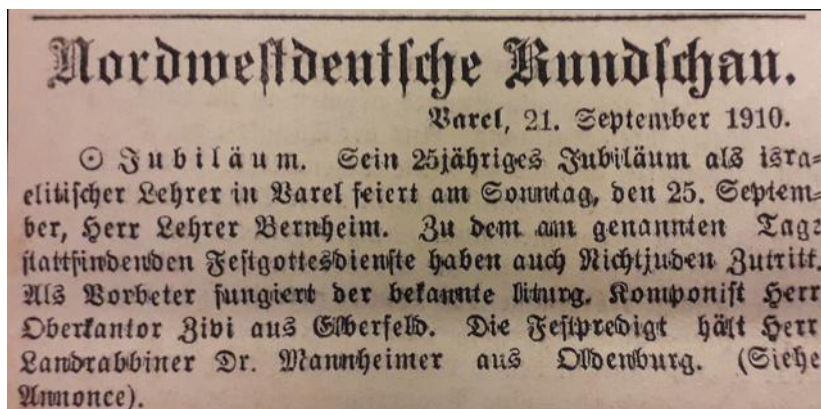 Nordwestdeutsche Rundschau.
Varel, 21. September 1910.
☉ Jubiläum. Sein 25jähriges Jubiläum als isra-
elitischer Lehrer in Varel feiert am Sonntag, den 25. Septem-
ber, Herr Lehrer Bernheim. Zu dem am genannten Tage
stattfindenden Festgottesdienste haben auch Nichtjuden Zutritt.
Als Vorbeter fungiert der bekannte liturg. Komponist Herr
Oberkantor Zivi aus Elberfeld. Die Festpredigt hält Herr
Landrabbiner Dr. Mannheimer aus Oldenburg. (Siehe
Annonce).